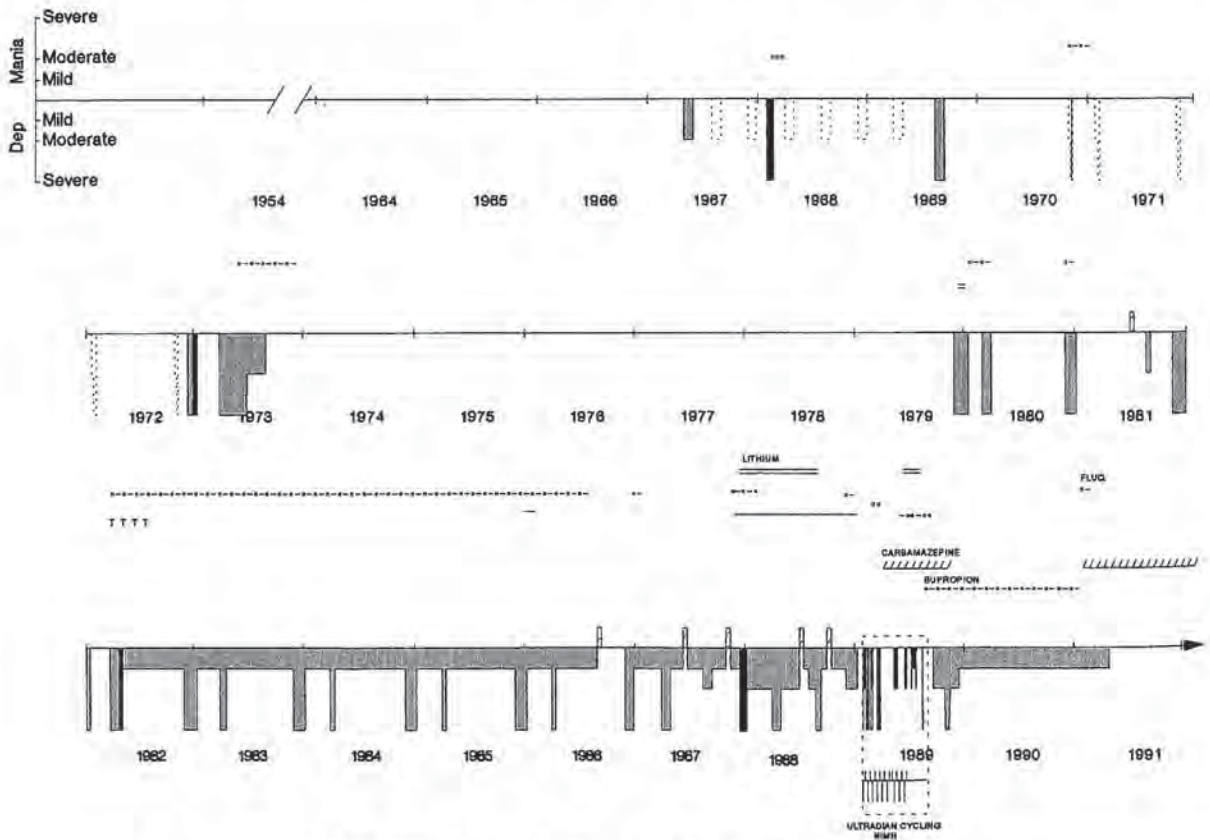 Mania
Severe
Moderate
Mild
Dep
Mild
Moderate
Severe
1954 1964 1965 1966 1967 1968 1969 1970 1971
1972 1973 1974 1975 1976 1977 1978 1979 1980 1981
LITHIUM
FLUO.
T T T T
CARBAMAZEPINE
BUPROPION
1982 1983 1984 1985 1986 1987 1988 1989 1990 1991
ULTRADIAN CYCLING
NIMH